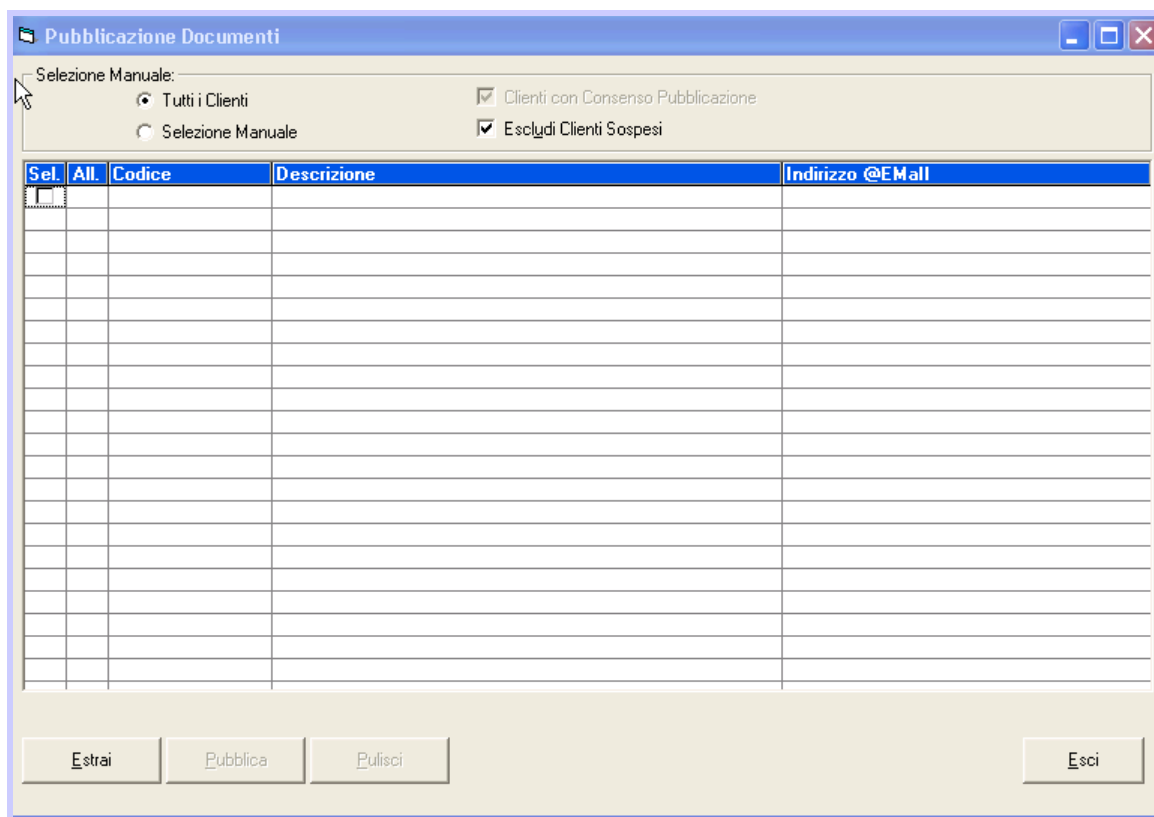 Pubblicazione Documenti
Selezione Manuale:
Tutti i Clienti
Clienti con Consenso Pubblicazione
Selezione Manuale
Escludi Clienti Sospesi
Sel. All. Codice Descrizione Indirizzo @EMail
Estrai Pubblica Pulisci Esci